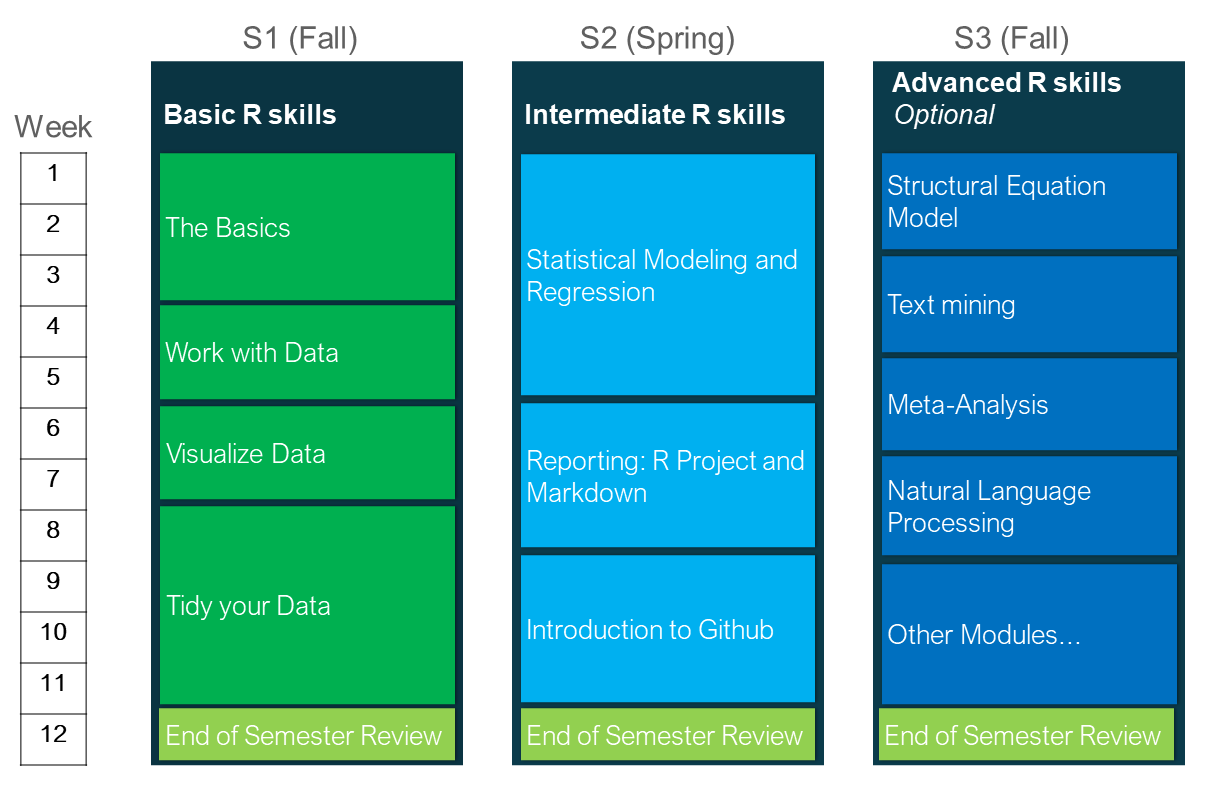 S1 (Fall)
S2 (Spring)
S3 (Fall)
Week
1
2
3
4
5
6
7
8
9
10
11
12
Basic R skills
The Basics
Work with Data
Visualize Data
Tidy your Data
End of Semester Review
Intermediate R skills
Statistical Modeling and
Regression
Reporting: R Project and
Markdown
Introduction to Github
End of Semester Review
Advanced R skills
Optional
Structural Equation
Model
Text mining
Meta-Analysis
Natural Language
Processing
Other Modules...
End of Semester Review